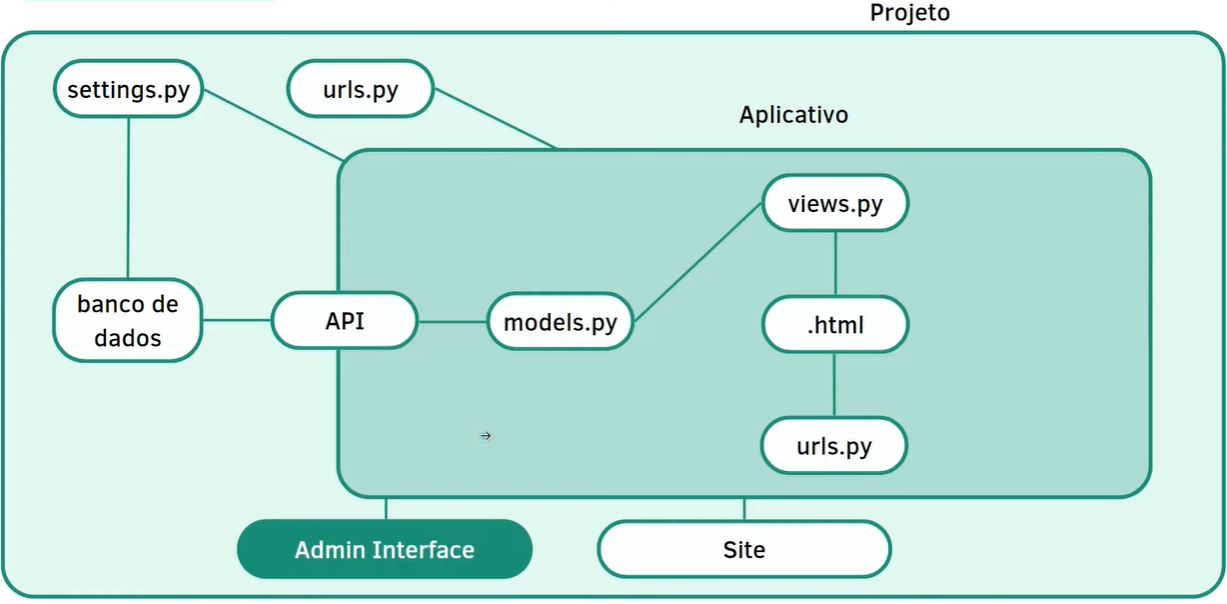 Projeto
settings.py
urls.py
Aplicativo
views.py
banco de
dados
API
models.py
.html
urls.py
Admin Interface
Site